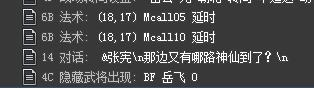 6B 法术: (18,17) Mcall05 延时
6B 法术: (18,17) Mcall10 延时
14 对话: &张宪\n那边又有哪路神仙到了？\n
4C 隐藏武将出现: BF 岳飞 0